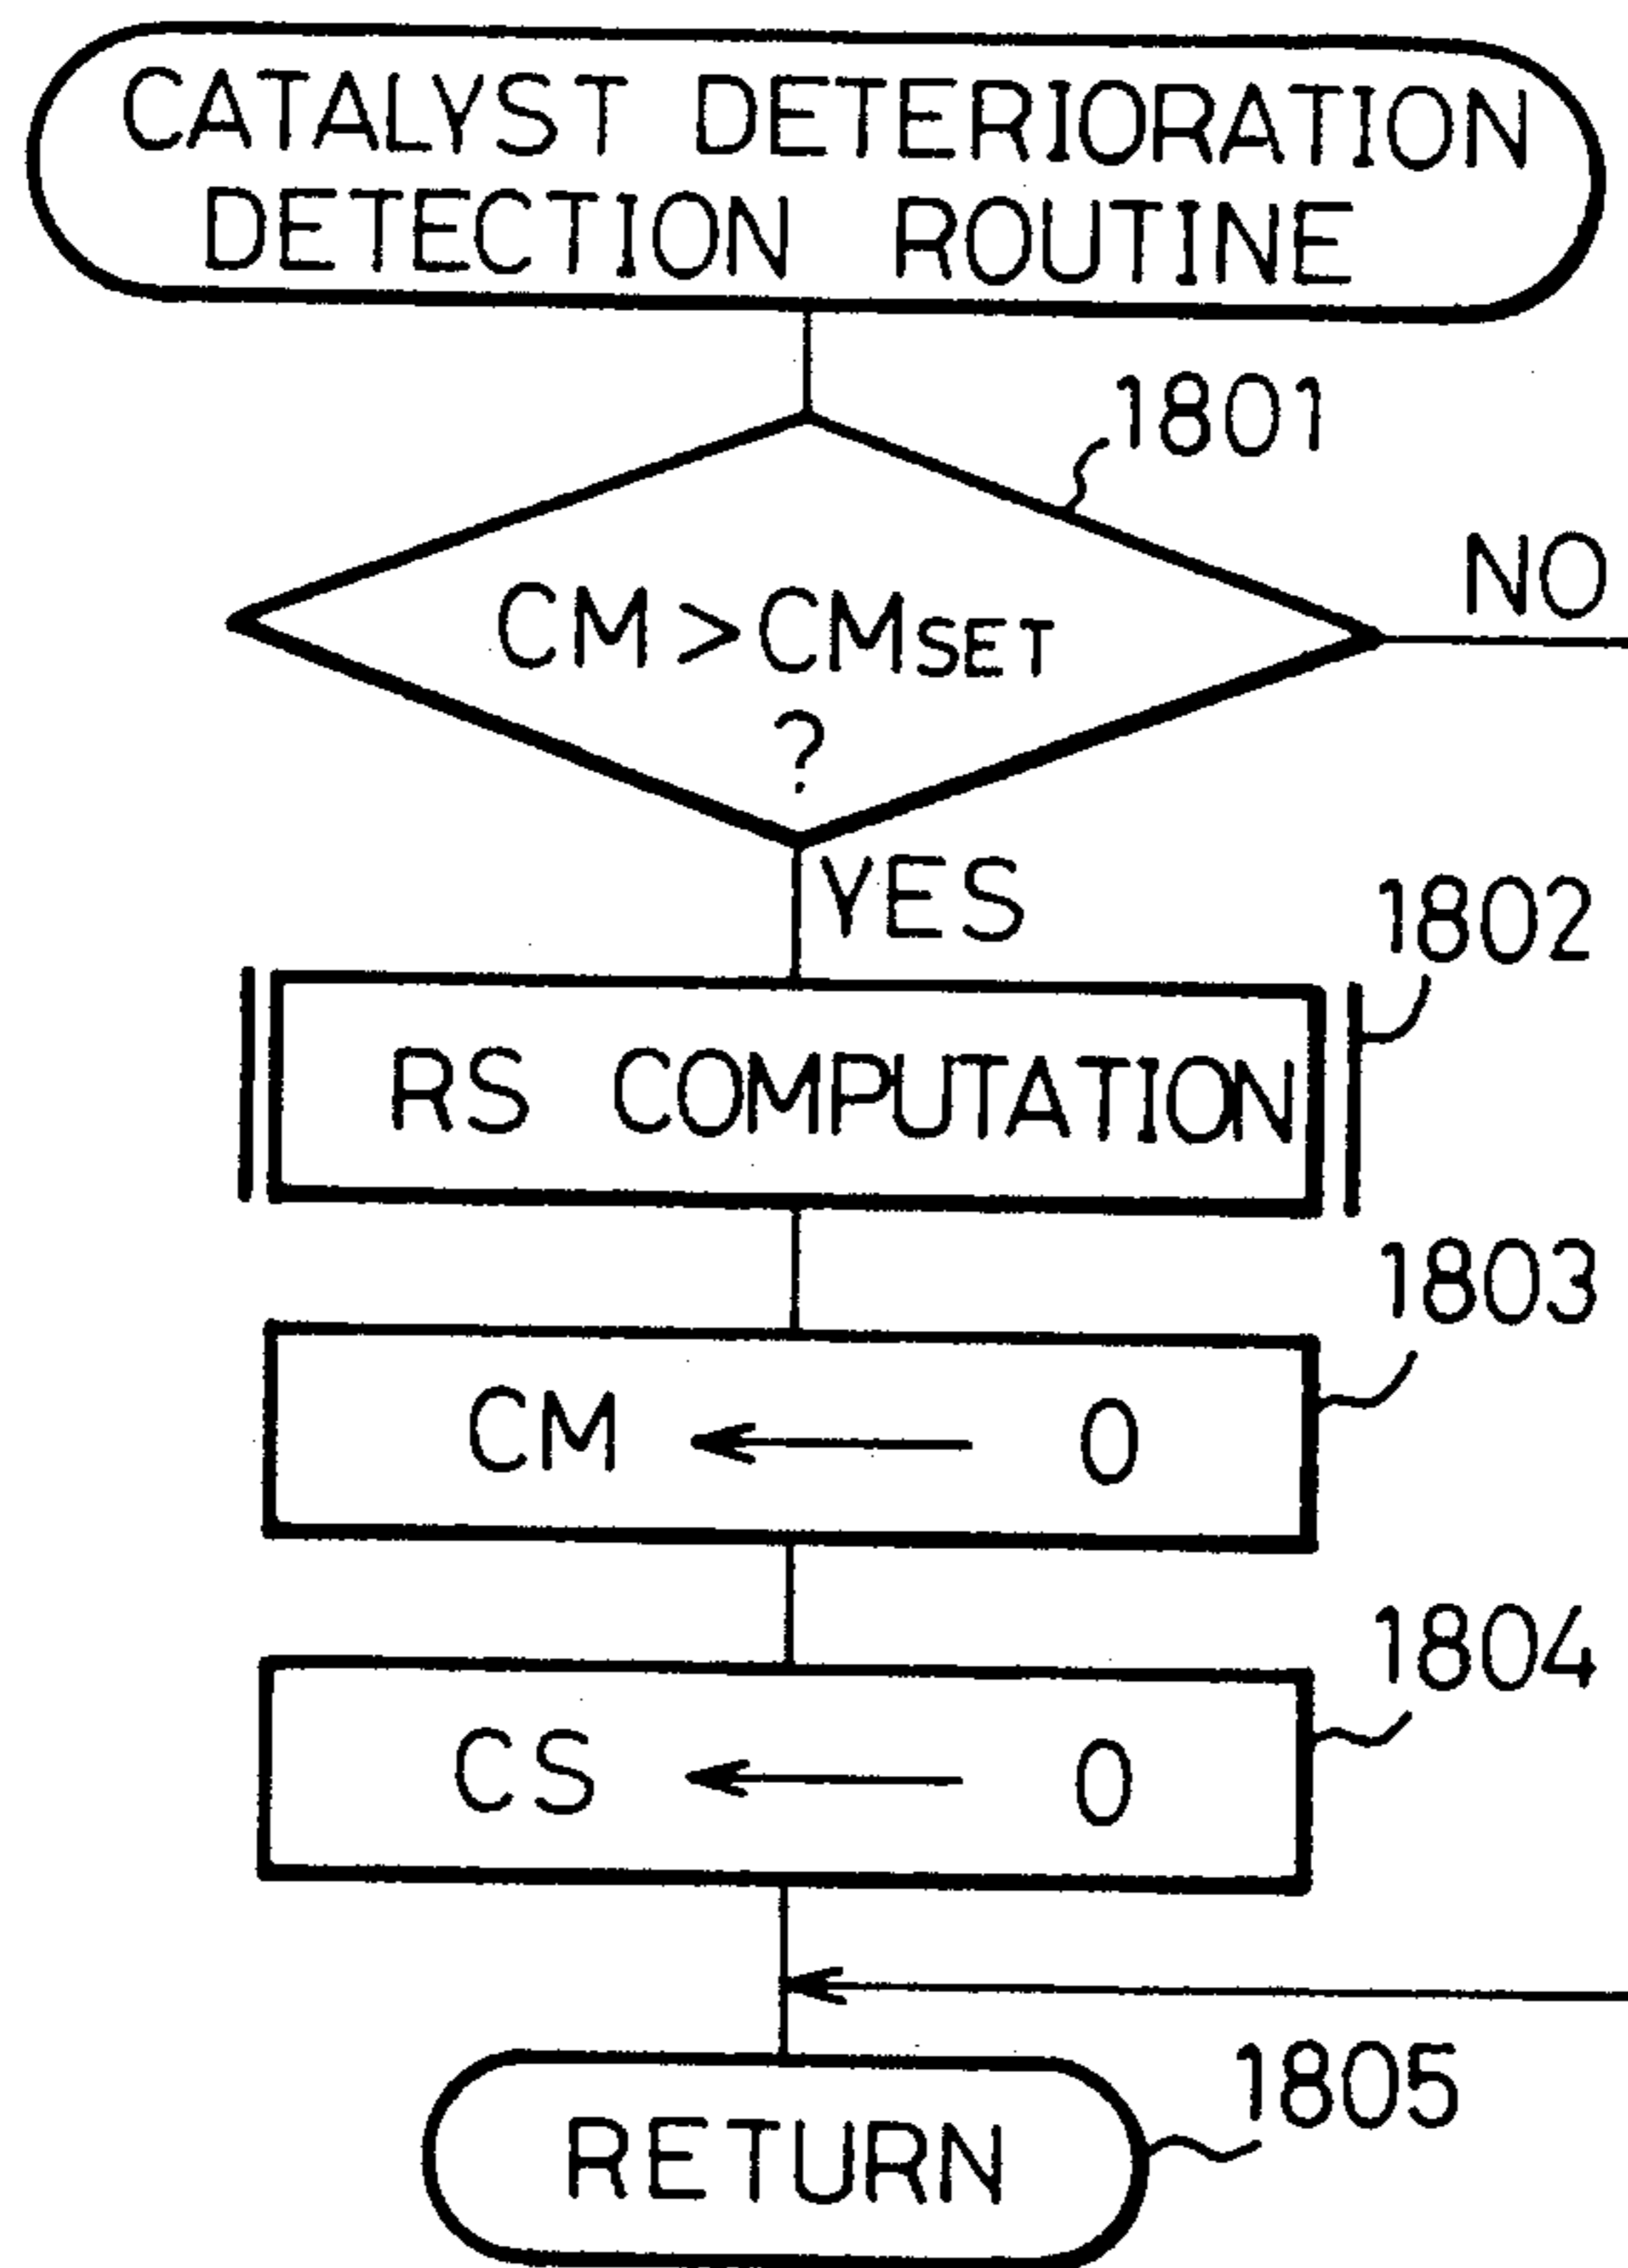 CATALYST DETERIORATION
DETECTION ROUTINE
1801
NO
CM>CMSET
?
YES
1802
RS COMPUTATION
1803
CM ← 0
1804
CS ← 0
1805
RETURN